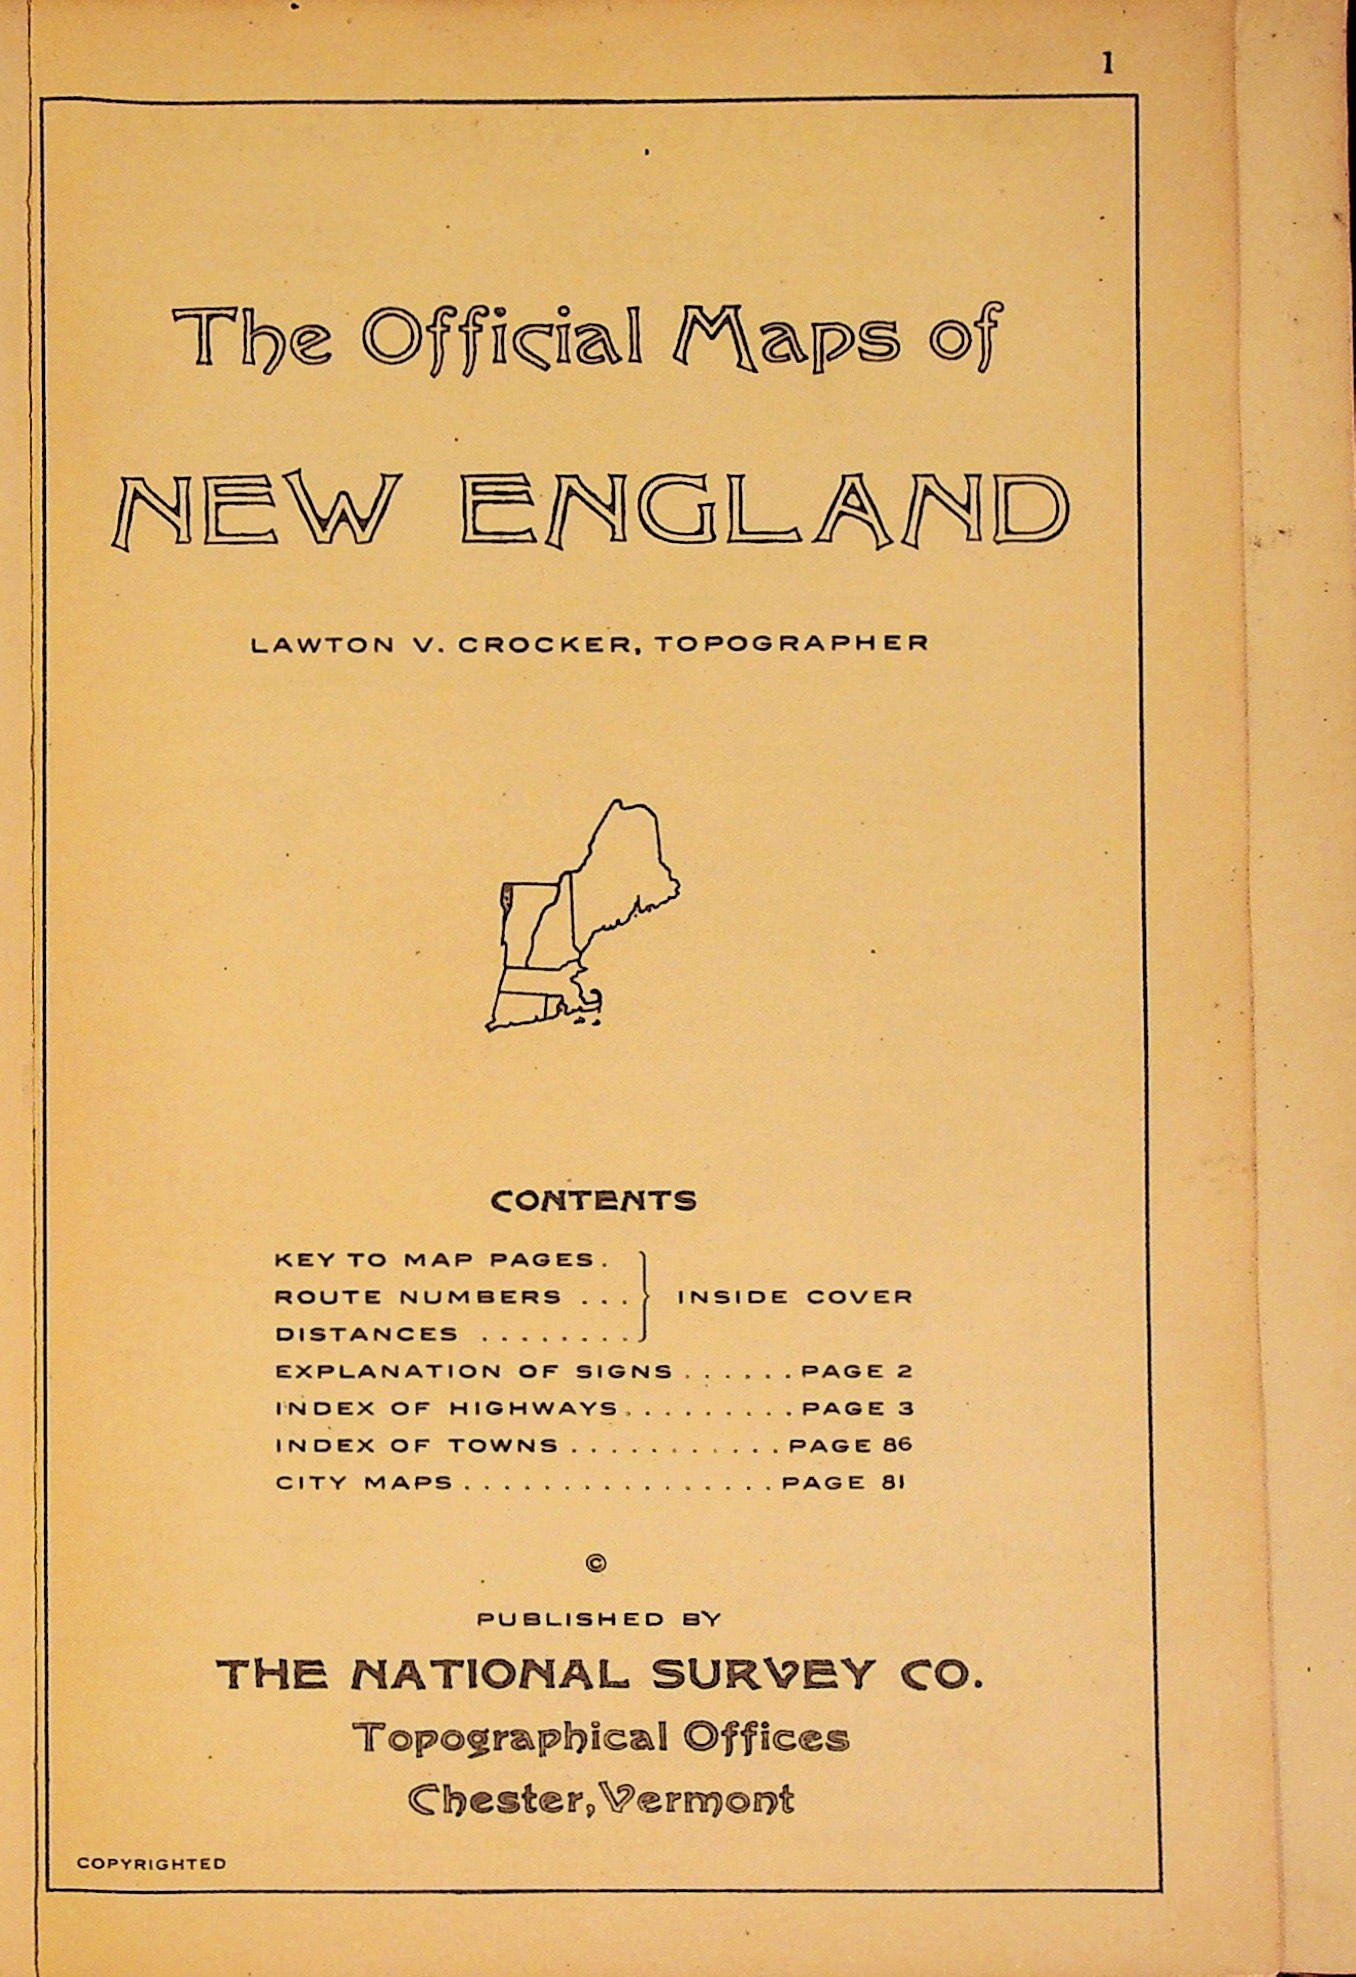 1
The Official Maps of
NEW ENGLAND
LAWTON V. CROCKER, TOPOGRAPHER
CONTENTS
KEY TO MAP PAGES .
ROUTE NUMBERS . . . } INSIDE COVER
DISTANCES . . . . . . . .
EXPLANATION OF SIGNS . . . . . . PAGE 2
INDEX OF HIGHWAYS . . . . . . . . . PAGE 3
INDEX OF TOWNS . . . . . . . . . . . PAGE 86
CITY MAPS . . . . . . . . . . . . . . . . PAGE 81
©
PUBLISHED BY
THE NATIONAL SURVEY CO.
Topographical Offices
Chester, Vermont
COPYRIGHTED